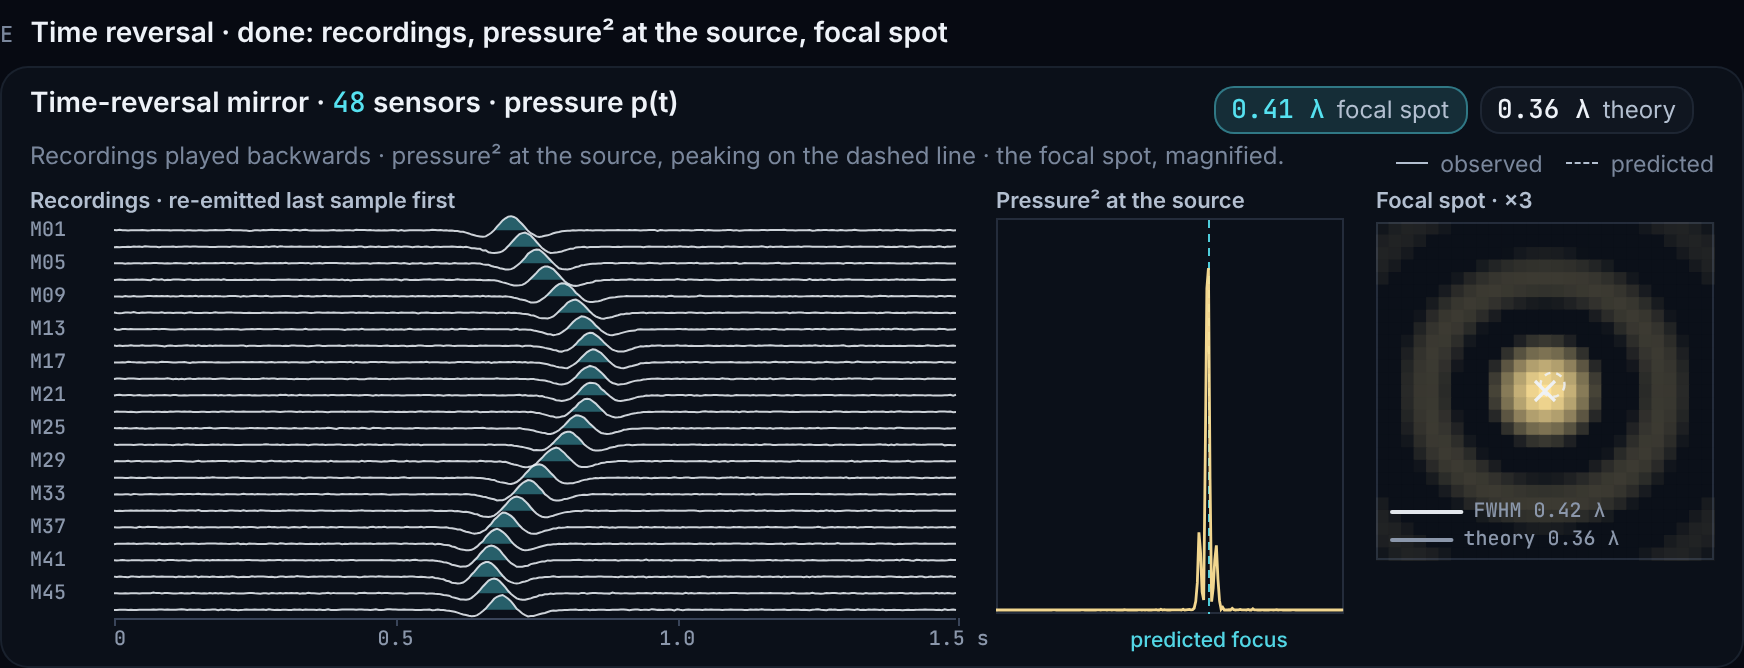 E Time reversal · done: recordings, pressure² at the source, focal spot
Time-reversal mirror · 48 sensors · pressure p(t)
0.41 λ focal spot
0.36 λ theory
Recordings played backwards · pressure² at the source, peaking on the dashed line · the focal spot, magnified.
observed
predicted
Recordings · re-emitted last sample first
M01
M05
M09
M13
M17
M21
M25
M29
M33
M37
M41
M45
0 0.5 1.0 1.5 s
Pressure² at the source
predicted focus
Focal spot · ×3
FWHM 0.42 λ
theory 0.36 λ